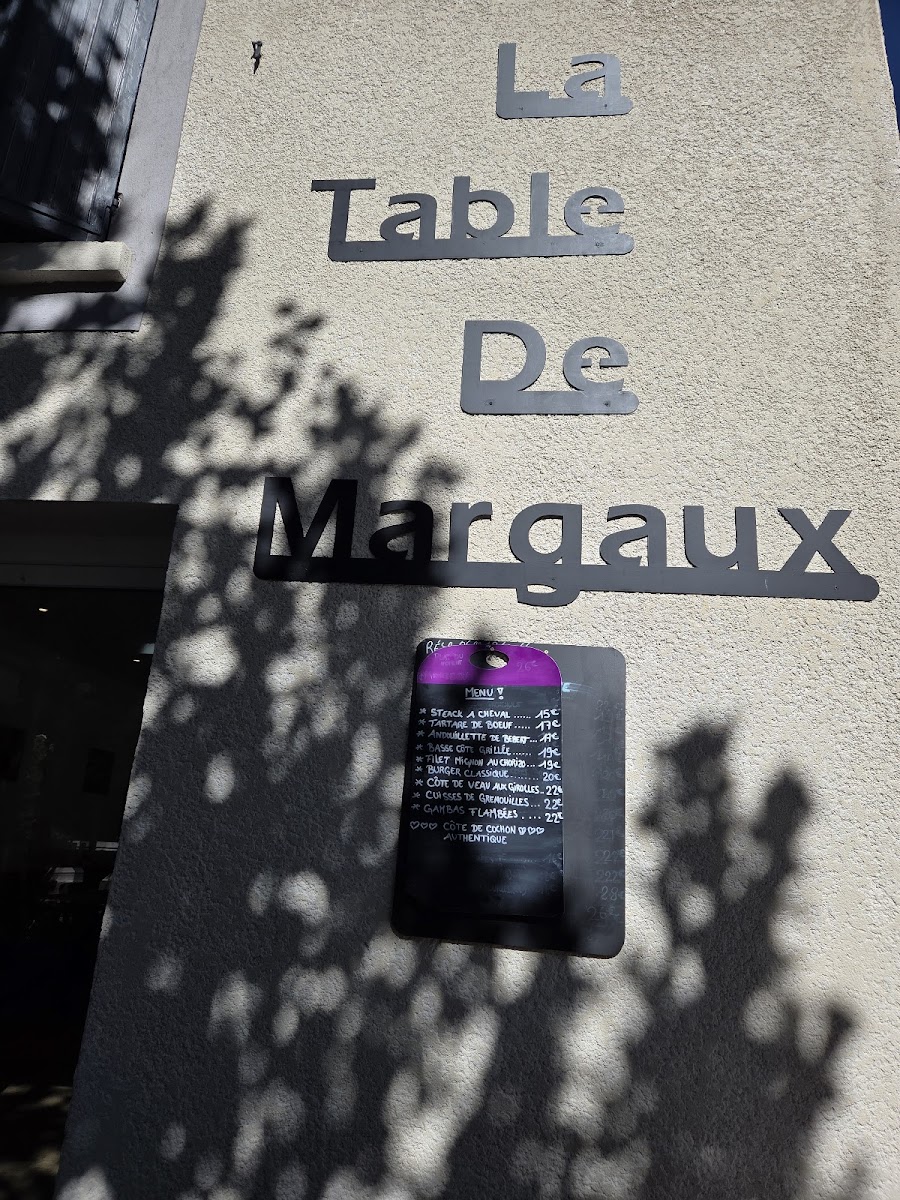 La
Table
De
Margaux
MENU !
* STEACK A CHEVAL ...... 15€
* TARTARE DE BOEUF ..... 17€
* ANDOUILLETTE DE BEBERT ... 17€
* BASSE CÔTE GRILLÉE ..... 19€
* FILET MIGNON AU CHORIZO ... 19€
* BURGER CLASSIQUE ........ 20€
* CÔTE DE VEAU AUX GIROLLES .. 22€
* CUISSES DE GRENOUILLES ... 22€
* GAMBAS FLAMBÉES .... 22€
♡♡♡ CÔTE DE COCHON ♡♡♡
AUTHENTIQUE